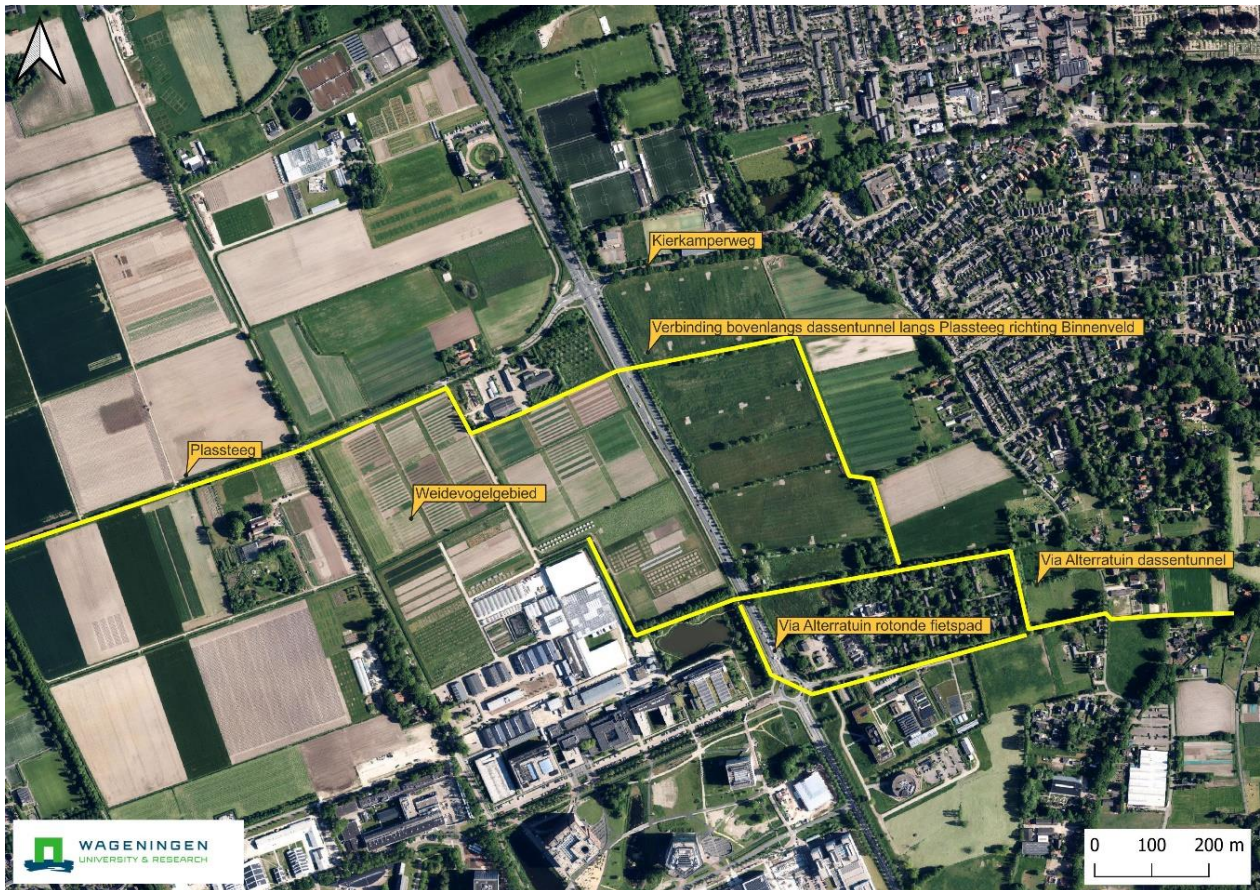 Kierkamperweg
Verbinding bovenlangs dassentunnel langs Plassteeg richting Binnenveld
Plassteeg
Weidevogelgebied
Via Alterratuin dassentunnel
Via Alterratuin rotonde fietspad
WAGENINGEN
UNIVERSITY & RESEARCH
0 100 200 m